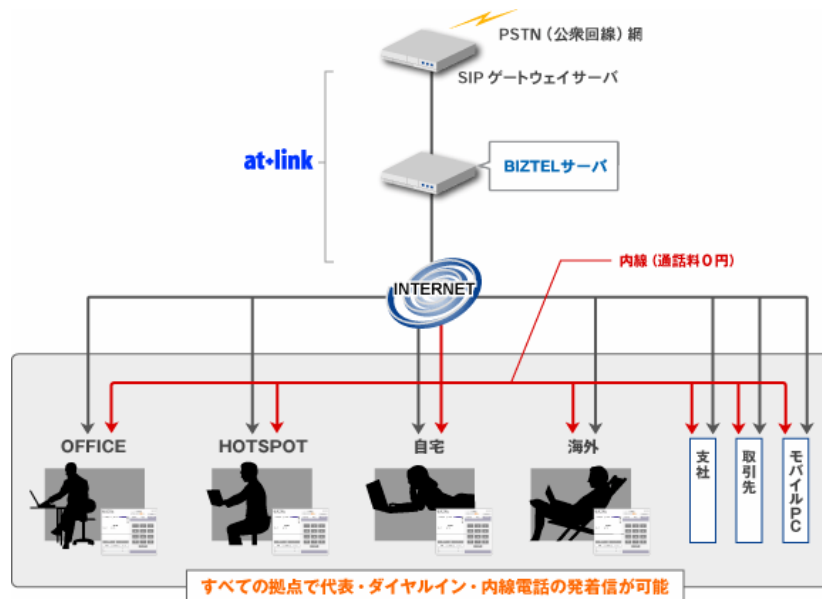 PSTN（公衆回線）網
SIP ゲートウェイサーバ
at+link
BIZTELサーバ
内線（通話料０円）
INTERNET
OFFICE
HOTSPOT
自宅
海外
支社
取引先
モバイルPC
すべての拠点で代表・ダイヤルイン・内線電話の発着信が可能